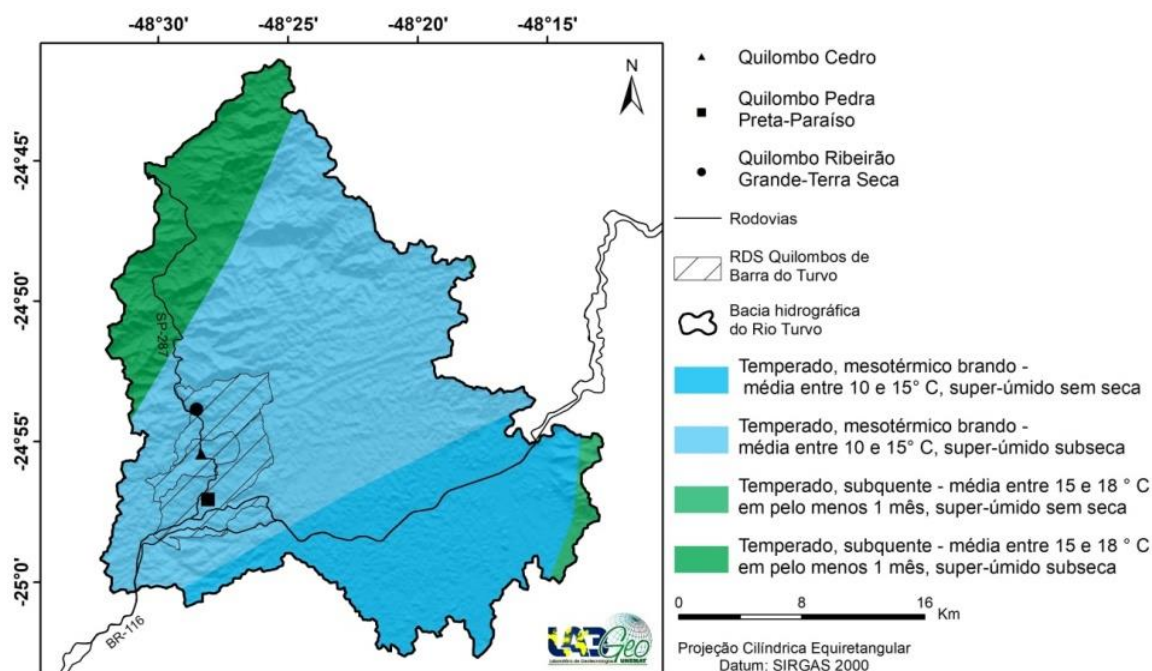 -48°30' -48°25' -48°20' -48°15'
-24°45'
-24°50'
-24°55'
-25°0'
N
SP-287
BR-116
LABGeo
UNEMAT
Quilombo Cedro
Quilombo Pedra
Preta-Paraíso
Quilombo Ribeirão
Grande-Terra Seca
Rodovias
RDS Quilombos de
Barra do Turvo
Bacia hidrográfica
do Rio Turvo
Temperado, mesotérmico brando -
média entre 10 e 15° C, super-úmido sem seca
Temperado, mesotérmico brando -
média entre 10 e 15° C, super-úmido subseca
Temperado, subquente - média entre 15 e 18 ° C
em pelo menos 1 mês, super-úmido sem seca
Temperado, subquente - média entre 15 e 18 ° C
em pelo menos 1 mês, super-úmido subseca
0 8 16
Km
Projeção Cilíndrica Equiretangular
Datum: SIRGAS 2000